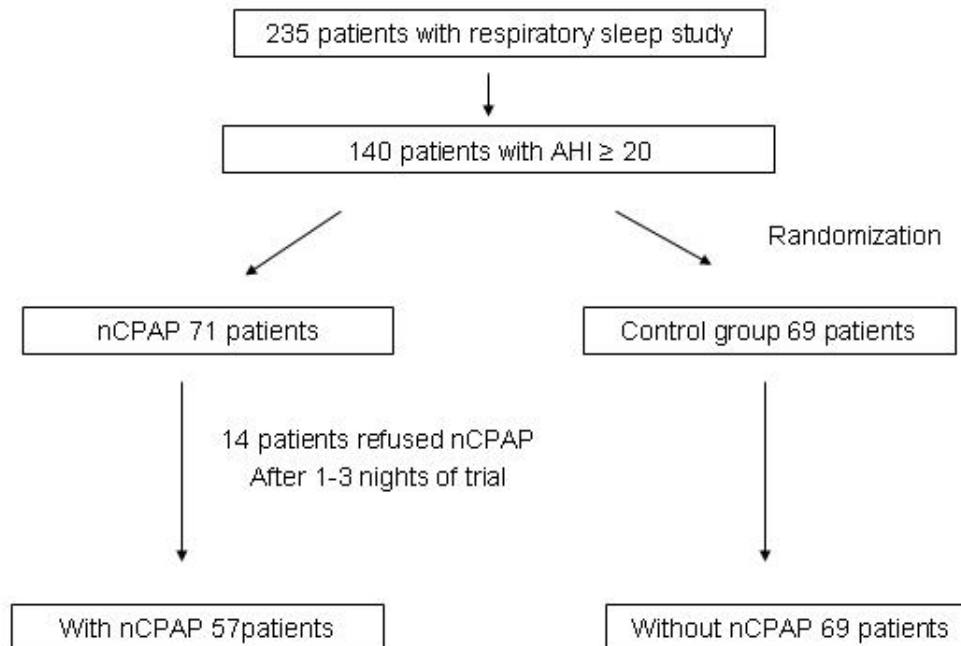 235 patients with respiratory sleep study
140 patients with AHI ≥ 20
Randomization
nCPAP 71 patients
Control group 69 patients
14 patients refused nCPAP
After 1-3 nights of trial
With nCPAP 57patients
Without nCPAP 69 patients